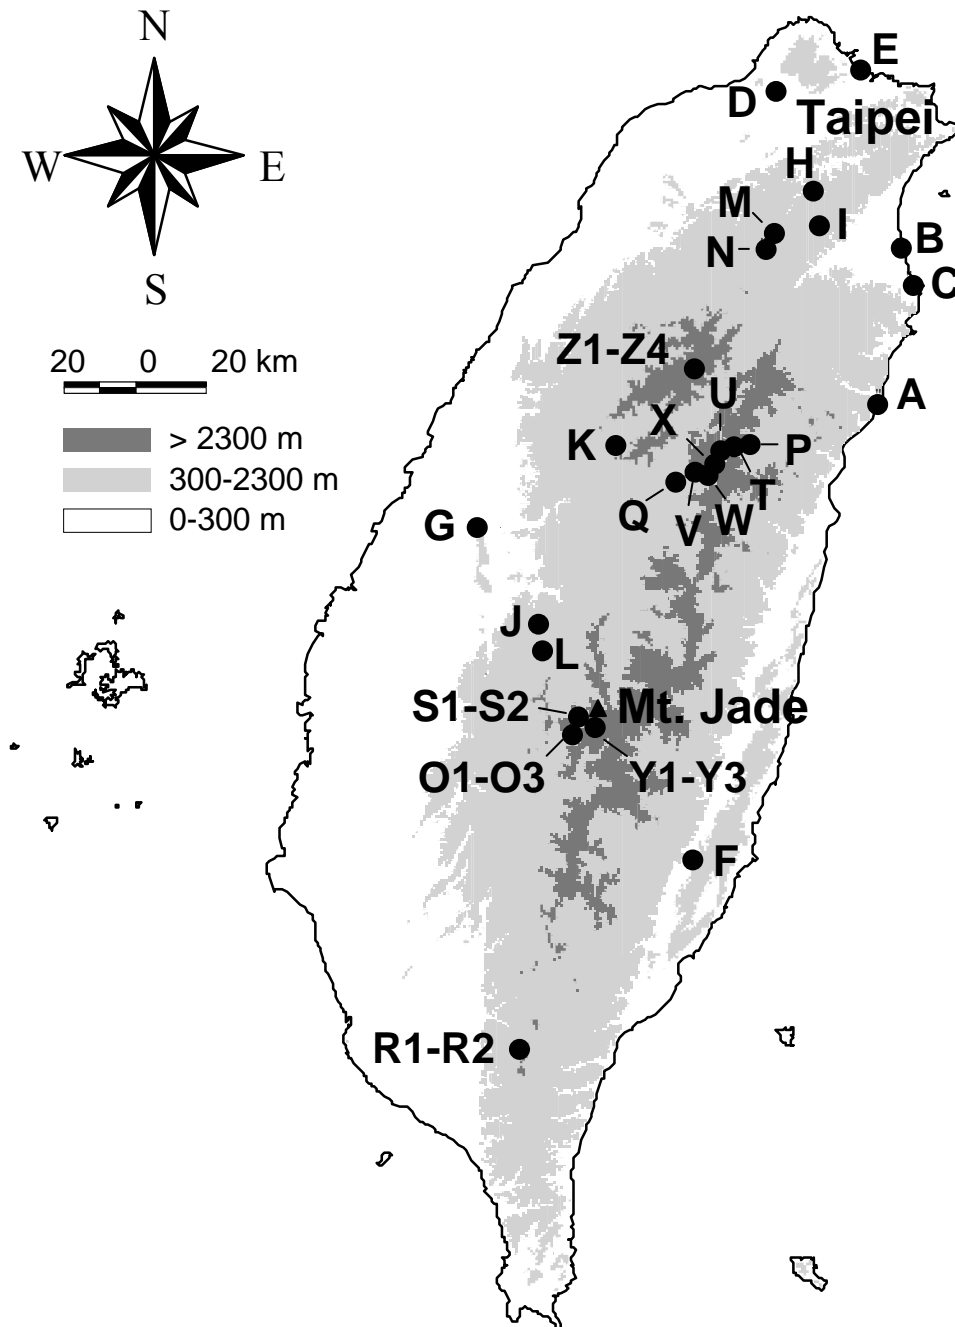 N
E
D
Taipei
W
E
H
M
I
N
B
S
C
20 0 20 km
Z1-Z4
U
A
X
> 2300 m
K
P
300-2300 m
T
Q
W
V
0-300 m
G
J
L
S1-S2
Mt. Jade
O1-O3
Y1-Y3
F
R1-R2